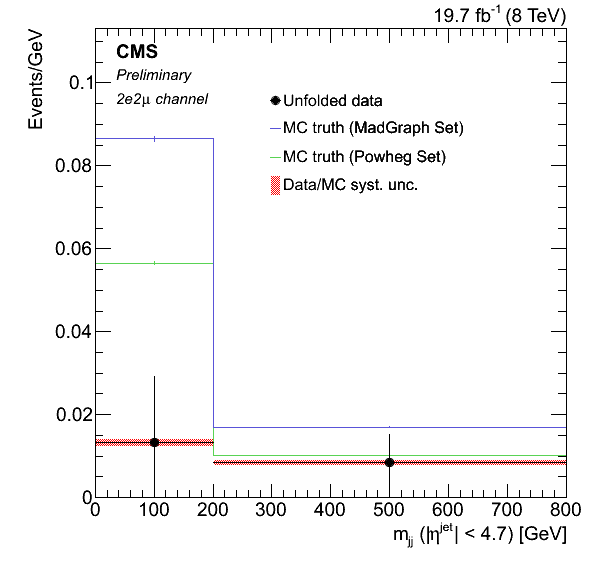 19.7 fb⁻¹ (8 TeV)
Events/GeV
CMS
Preliminary
2e2μ channel
Unfolded data
MC truth (MadGraph Set)
MC truth (Powheg Set)
Data/MC syst. unc.
0.1
0.08
0.06
0.04
0.02
0
0 100 200 300 400 500 600 700 800
m_jj (|η^jet| < 4.7) [GeV]